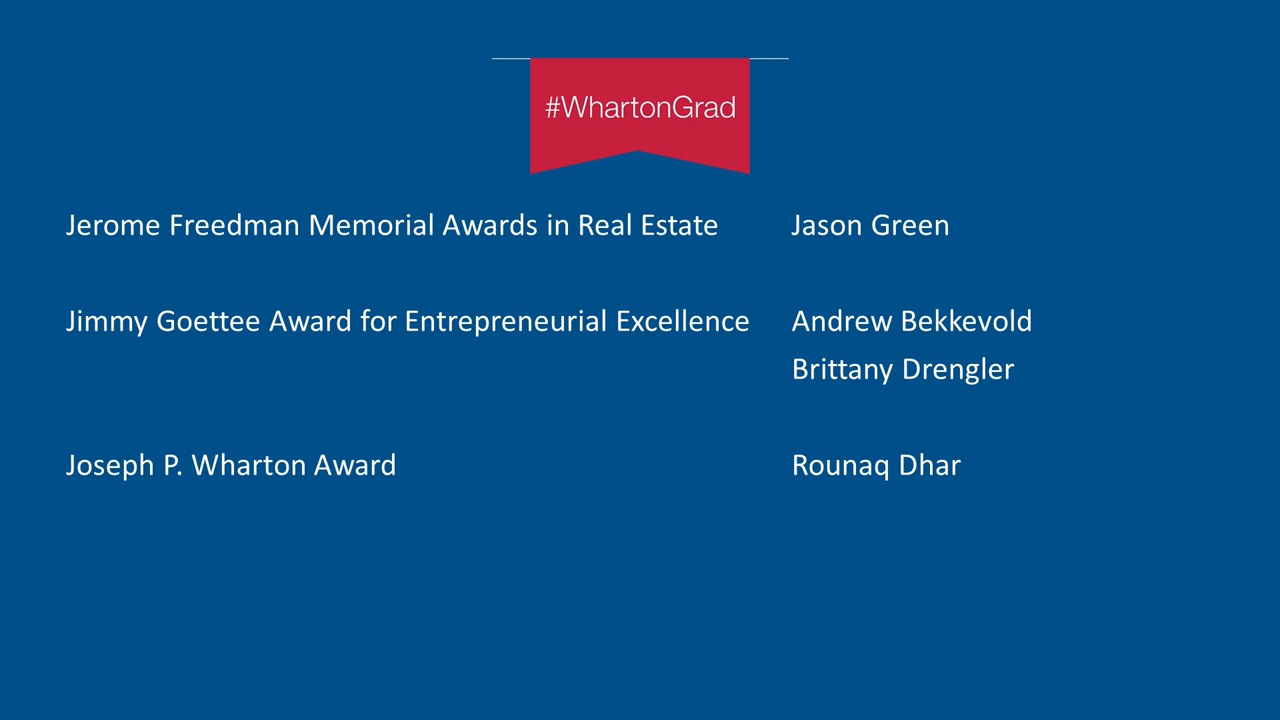 #WhartonGrad
Jerome Freedman Memorial Awards in Real Estate Jason Green
Jimmy Goettee Award for Entrepreneurial Excellence Andrew Bekkevold
Brittany Drengler
Joseph P. Wharton Award Rounaq Dhar